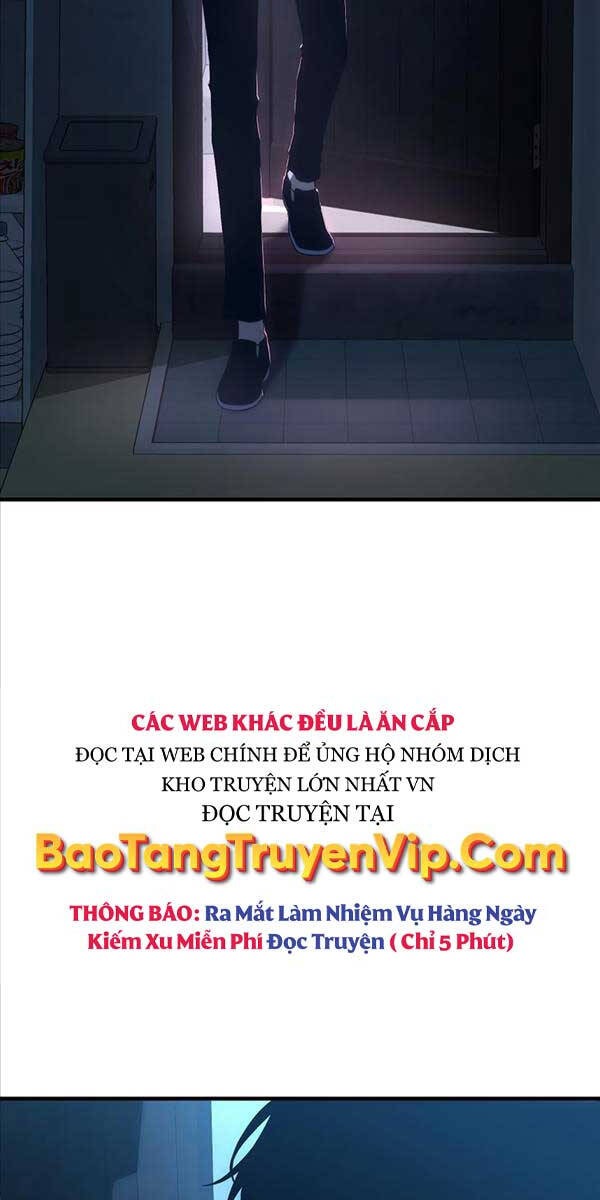 CÁC WEB KHÁC ĐỀU LÀ ĂN CẮP
ĐỌC TẠI WEB CHÍNH ĐỂ ỦNG HỘ NHÓM DỊCH
KHO TRUYỆN LỚN NHẤT VN
ĐỌC TRUYỆN TẠI
BaoTangTruyenVip.Com
THÔNG BÁO: Ra Mắt Làm Nhiệm Vụ Hàng Ngày
Kiếm Xu Miễn Phí Đọc Truyện ( Chỉ 5 Phút)